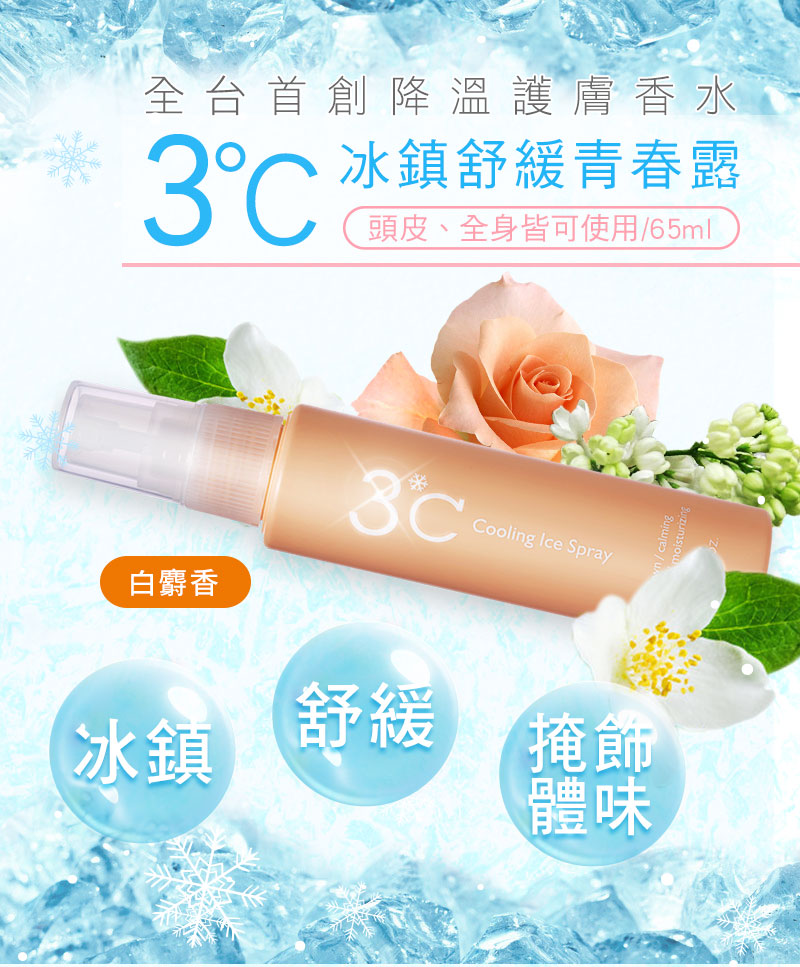 全台首創降溫護膚香水
3°C 冰鎮舒緩青春露
頭皮、全身皆可使用/65ml
3°C Cooling Ice Spray
/ calming
moisturizing
白麝香
冰鎮
舒緩
掩飾
體味